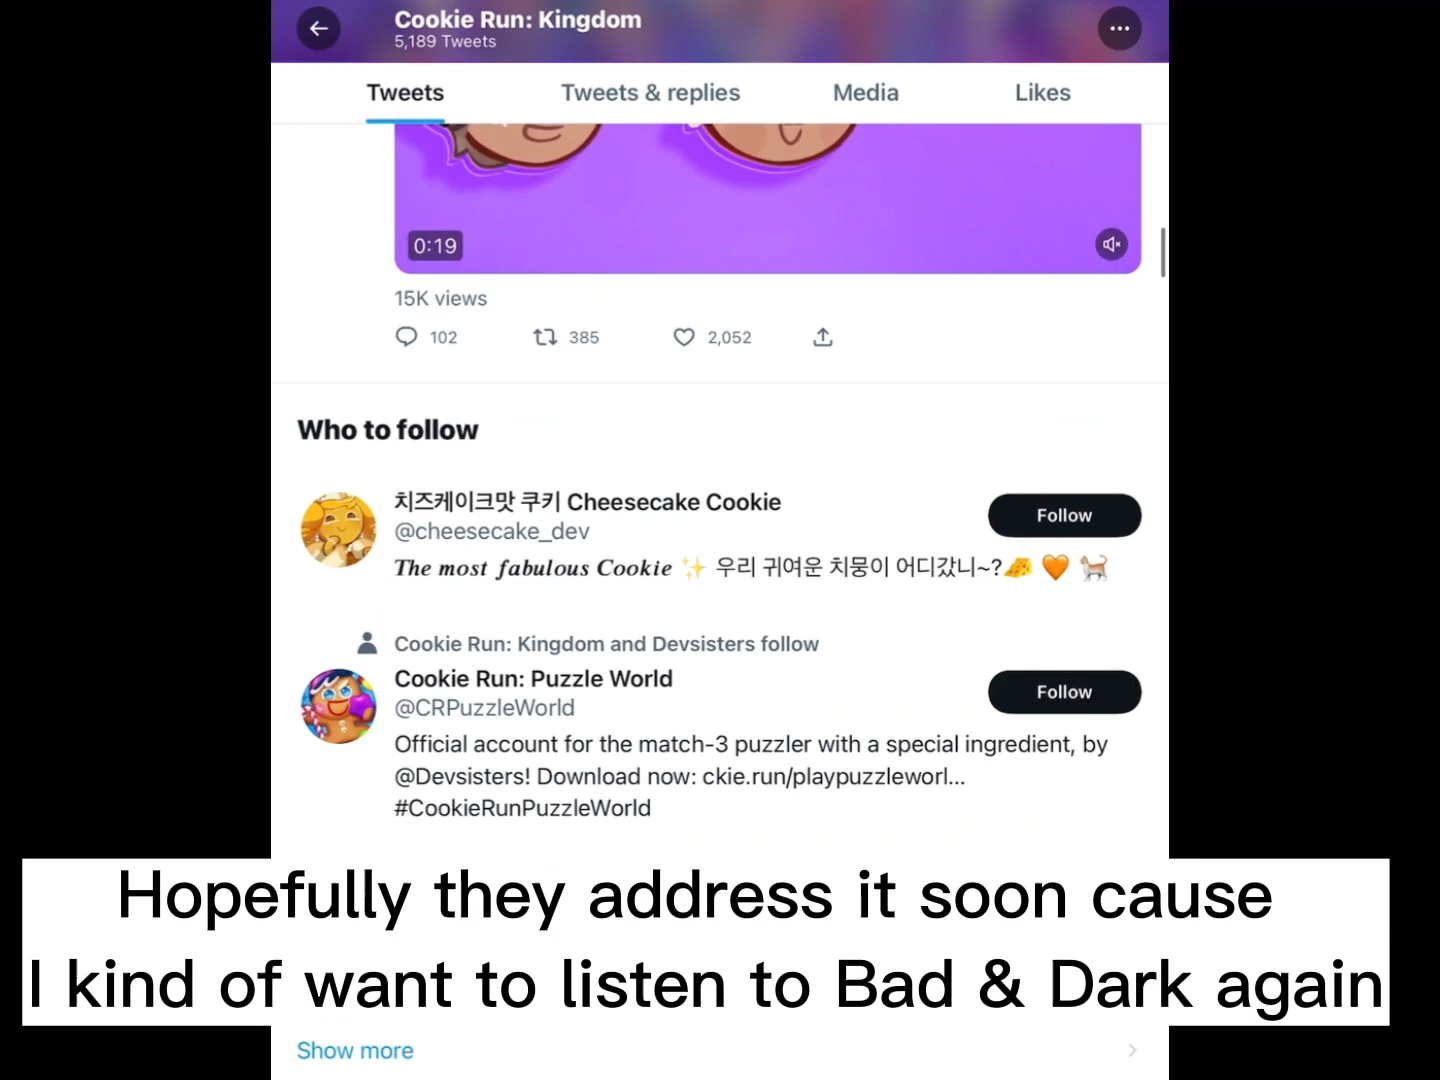 Cookie Run: Kingdom
5,189 Tweets
Tweets
Tweets & replies
Media
Likes
0:19
15K views
102
385
2,052
Who to follow
치즈케이크맛 쿠키 Cheesecake Cookie
@cheesecake_dev
Follow
The most fabulous Cookie ✨ 우리 귀여운 치뭉이 어디갔니~?🧀 🧡 🐈
Cookie Run: Kingdom and Devsisters follow
Cookie Run: Puzzle World
@CRPuzzleWorld
Follow
Official account for the match-3 puzzler with a special ingredient, by
@Devsisters! Download now: ckie.run/playpuzzleworl...
#CookieRunPuzzleWorld
Hopefully they address it soon cause
I kind of want to listen to Bad & Dark again
Show more